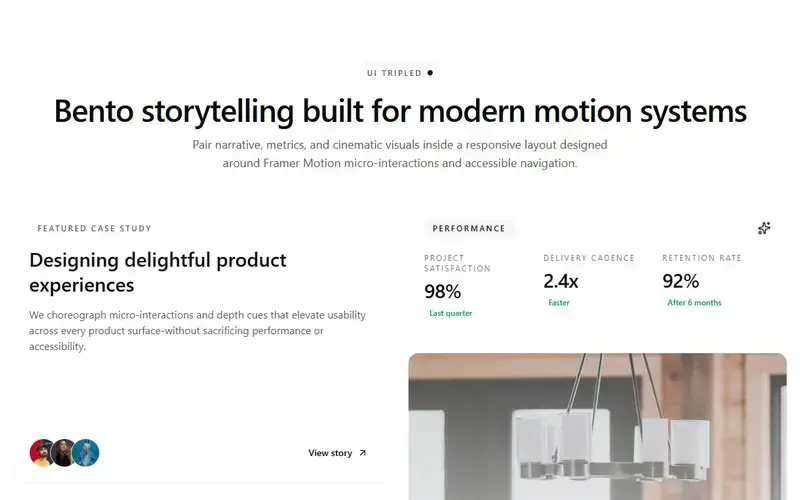 UI TRIPLED
Bento storytelling built for modern motion systems
Pair narrative, metrics, and cinematic visuals inside a responsive layout designed
around Framer Motion micro-interactions and accessible navigation.
FEATURED CASE STUDY
Designing delightful product
experiences
We choreograph micro-interactions and depth cues that elevate usability
across every product surface-without sacrificing performance or
accessibility.
View story
PERFORMANCE
PROJECT
SATISFACTION
98%
Last quarter
DELIVERY CADENCE
2.4x
Faster
RETENTION RATE
92%
After 6 months